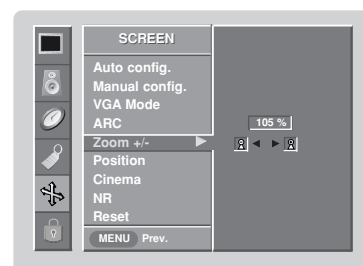 SCREEN
Auto config.
Manual config.
VGA Mode
ARC
Zoom +/-
Position
Cinema
NR
Reset
MENU Prev.
105 %